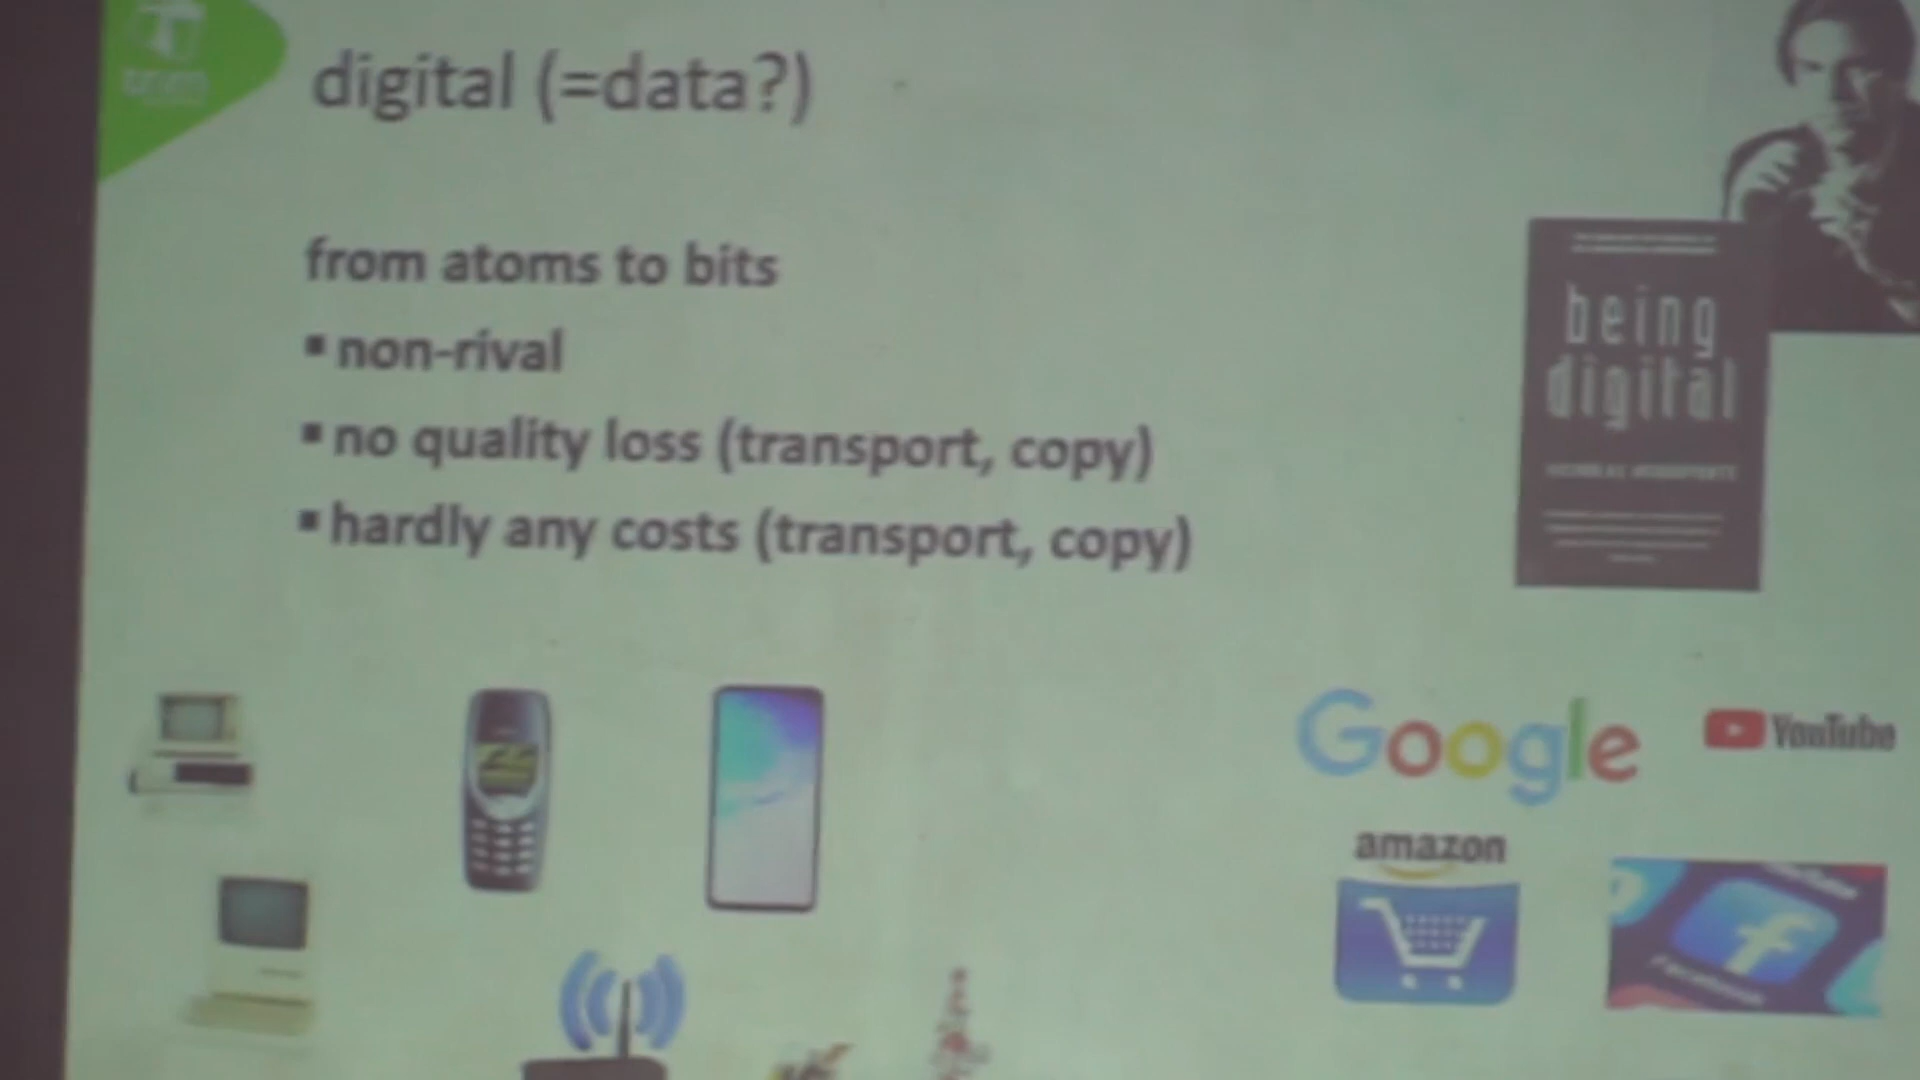 digital (=data?)
from atoms to bits
▪ non-rival
▪ no quality loss (transport, copy)
▪ hardly any costs (transport, copy)
being
digital
Google
YouTube
amazon
f
facebook